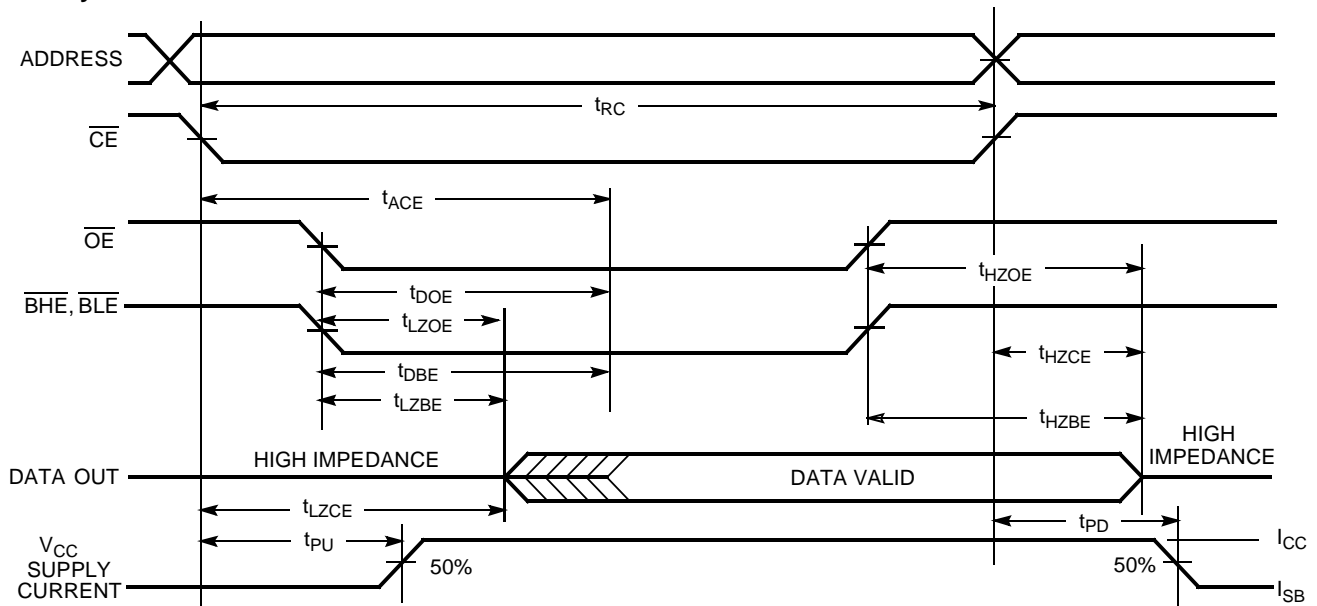 ADDRESS
tRC
CE
tACE
OE
tHZOE
tDOE
BHE, BLE
tLZOE
tHZCE
tDBE
tLZBE
tHZBE
HIGH IMPEDANCE
HIGH
IMPEDANCE
DATA OUT
DATA VALID
tLZCE
tPD
tPU
VCC
SUPPLY
CURRENT
50%
50%
ICC
ISB